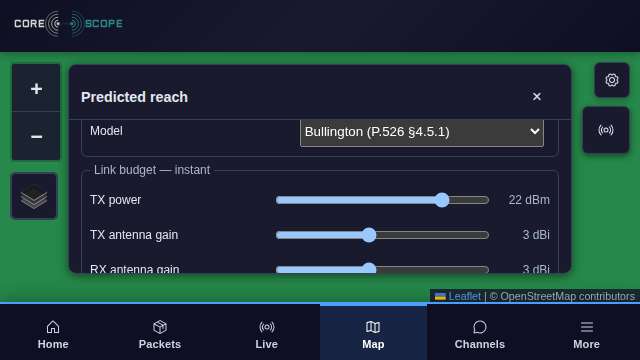 CORE SCOPE
+
Predicted reach ×
−
Model Bullington (P.526 §4.5.1)
Link budget — instant
TX power 22 dBm
TX antenna gain 3 dBi
RX antenna gain 3 dBi
Leaflet | © OpenStreetMap contributors
Home Packets Live Map Channels More